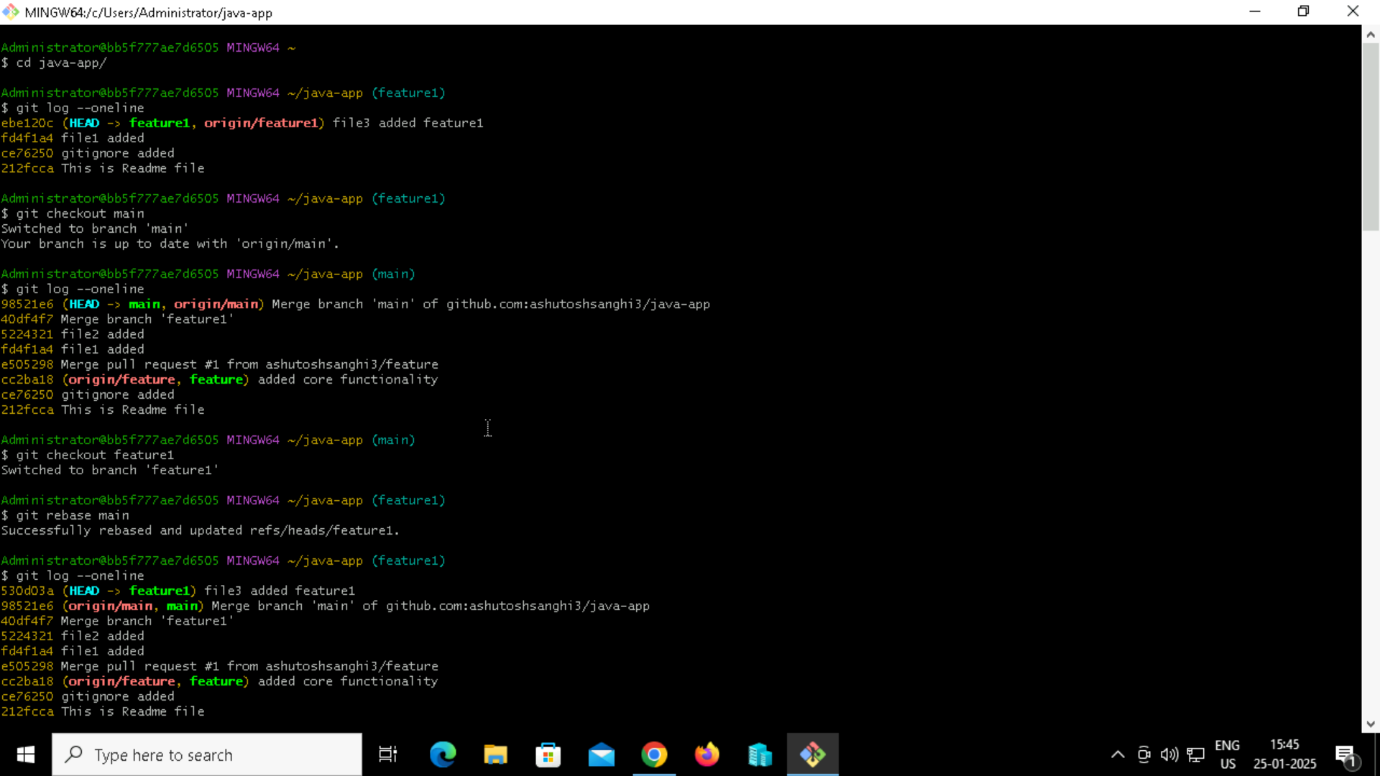 MINGW64:/c/Users/Administrator/java-app
Administrator@bb5f777ae7d6505 MINGW64 ~
$ cd java-app/
Administrator@bb5f777ae7d6505 MINGW64 ~/java-app (feature1)
$ git log --oneline
ebe120c (HEAD -> feature1, origin/feature1) file3 added feature1
fd4f1a4 file1 added
ce76250 gitignore added
212fcca This is Readme file
Administrator@bb5f777ae7d6505 MINGW64 ~/java-app (feature1)
$ git checkout main
Switched to branch 'main'
Your branch is up to date with 'origin/main'.
Administrator@bb5f777ae7d6505 MINGW64 ~/java-app (main)
$ git log --oneline
98521e6 (HEAD -> main, origin/main) Merge branch 'main' of github.com:ashutoshsanghi3/java-app
40df4f7 Merge branch 'feature1'
5224321 file2 added
fd4f1a4 file1 added
e505298 Merge pull request #1 from ashutoshsanghi3/feature
cc2ba18 (origin/feature, feature) added core functionality
ce76250 gitignore added
212fcca This is Readme file
Administrator@bb5f777ae7d6505 MINGW64 ~/java-app (main)
$ git checkout feature1
Switched to branch 'feature1'
Administrator@bb5f777ae7d6505 MINGW64 ~/java-app (feature1)
$ git rebase main
Successfully rebased and updated refs/heads/feature1.
Administrator@bb5f777ae7d6505 MINGW64 ~/java-app (feature1)
$ git log --oneline
530d03a (HEAD -> feature1) file3 added feature1
98521e6 (origin/main, main) Merge branch 'main' of github.com:ashutoshsanghi3/java-app
40df4f7 Merge branch 'feature1'
5224321 file2 added
fd4f1a4 file1 added
e505298 Merge pull request #1 from ashutoshsanghi3/feature
cc2ba18 (origin/feature, feature) added core functionality
ce76250 gitignore added
212fcca This is Readme file
Type here to search
ENG
US
15:45
25-01-2025
1